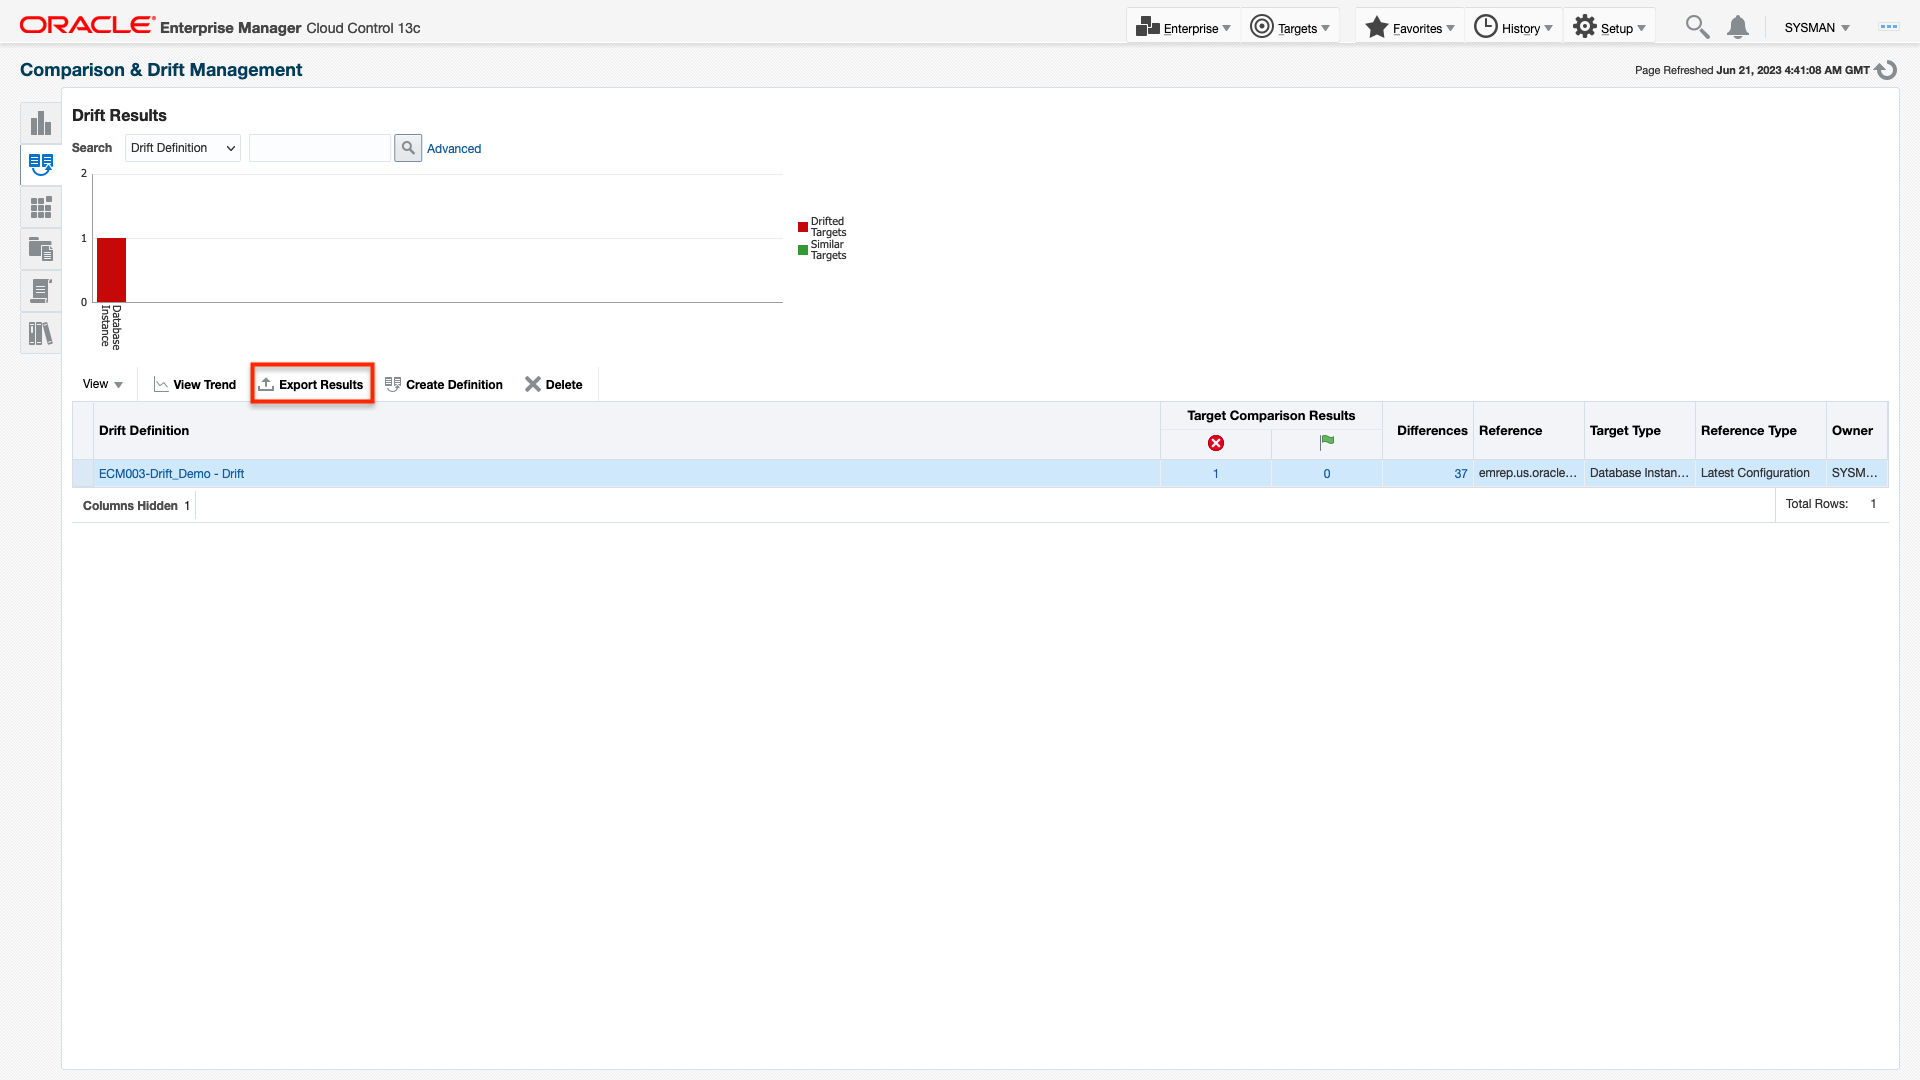 ORACLE Enterprise Manager Cloud Control 13c
Enterprise Targets Favorites History Setup SYSMAN
Comparison & Drift Management
Page Refreshed Jun 21, 2023 4:41:08 AM GMT
Drift Results
Search Drift Definition Advanced
2
1
0
Database
Instance
Drifted
Targets
Similar
Targets
View View Trend Export Results Create Definition Delete
Drift Definition Target Comparison Results Differences Reference Target Type Reference Type Owner
ECM003-Drift_Demo - Drift 1 0 37 emrep.us.oracle... Database Instan... Latest Configuration SYSM...
Columns Hidden 1
Total Rows: 1